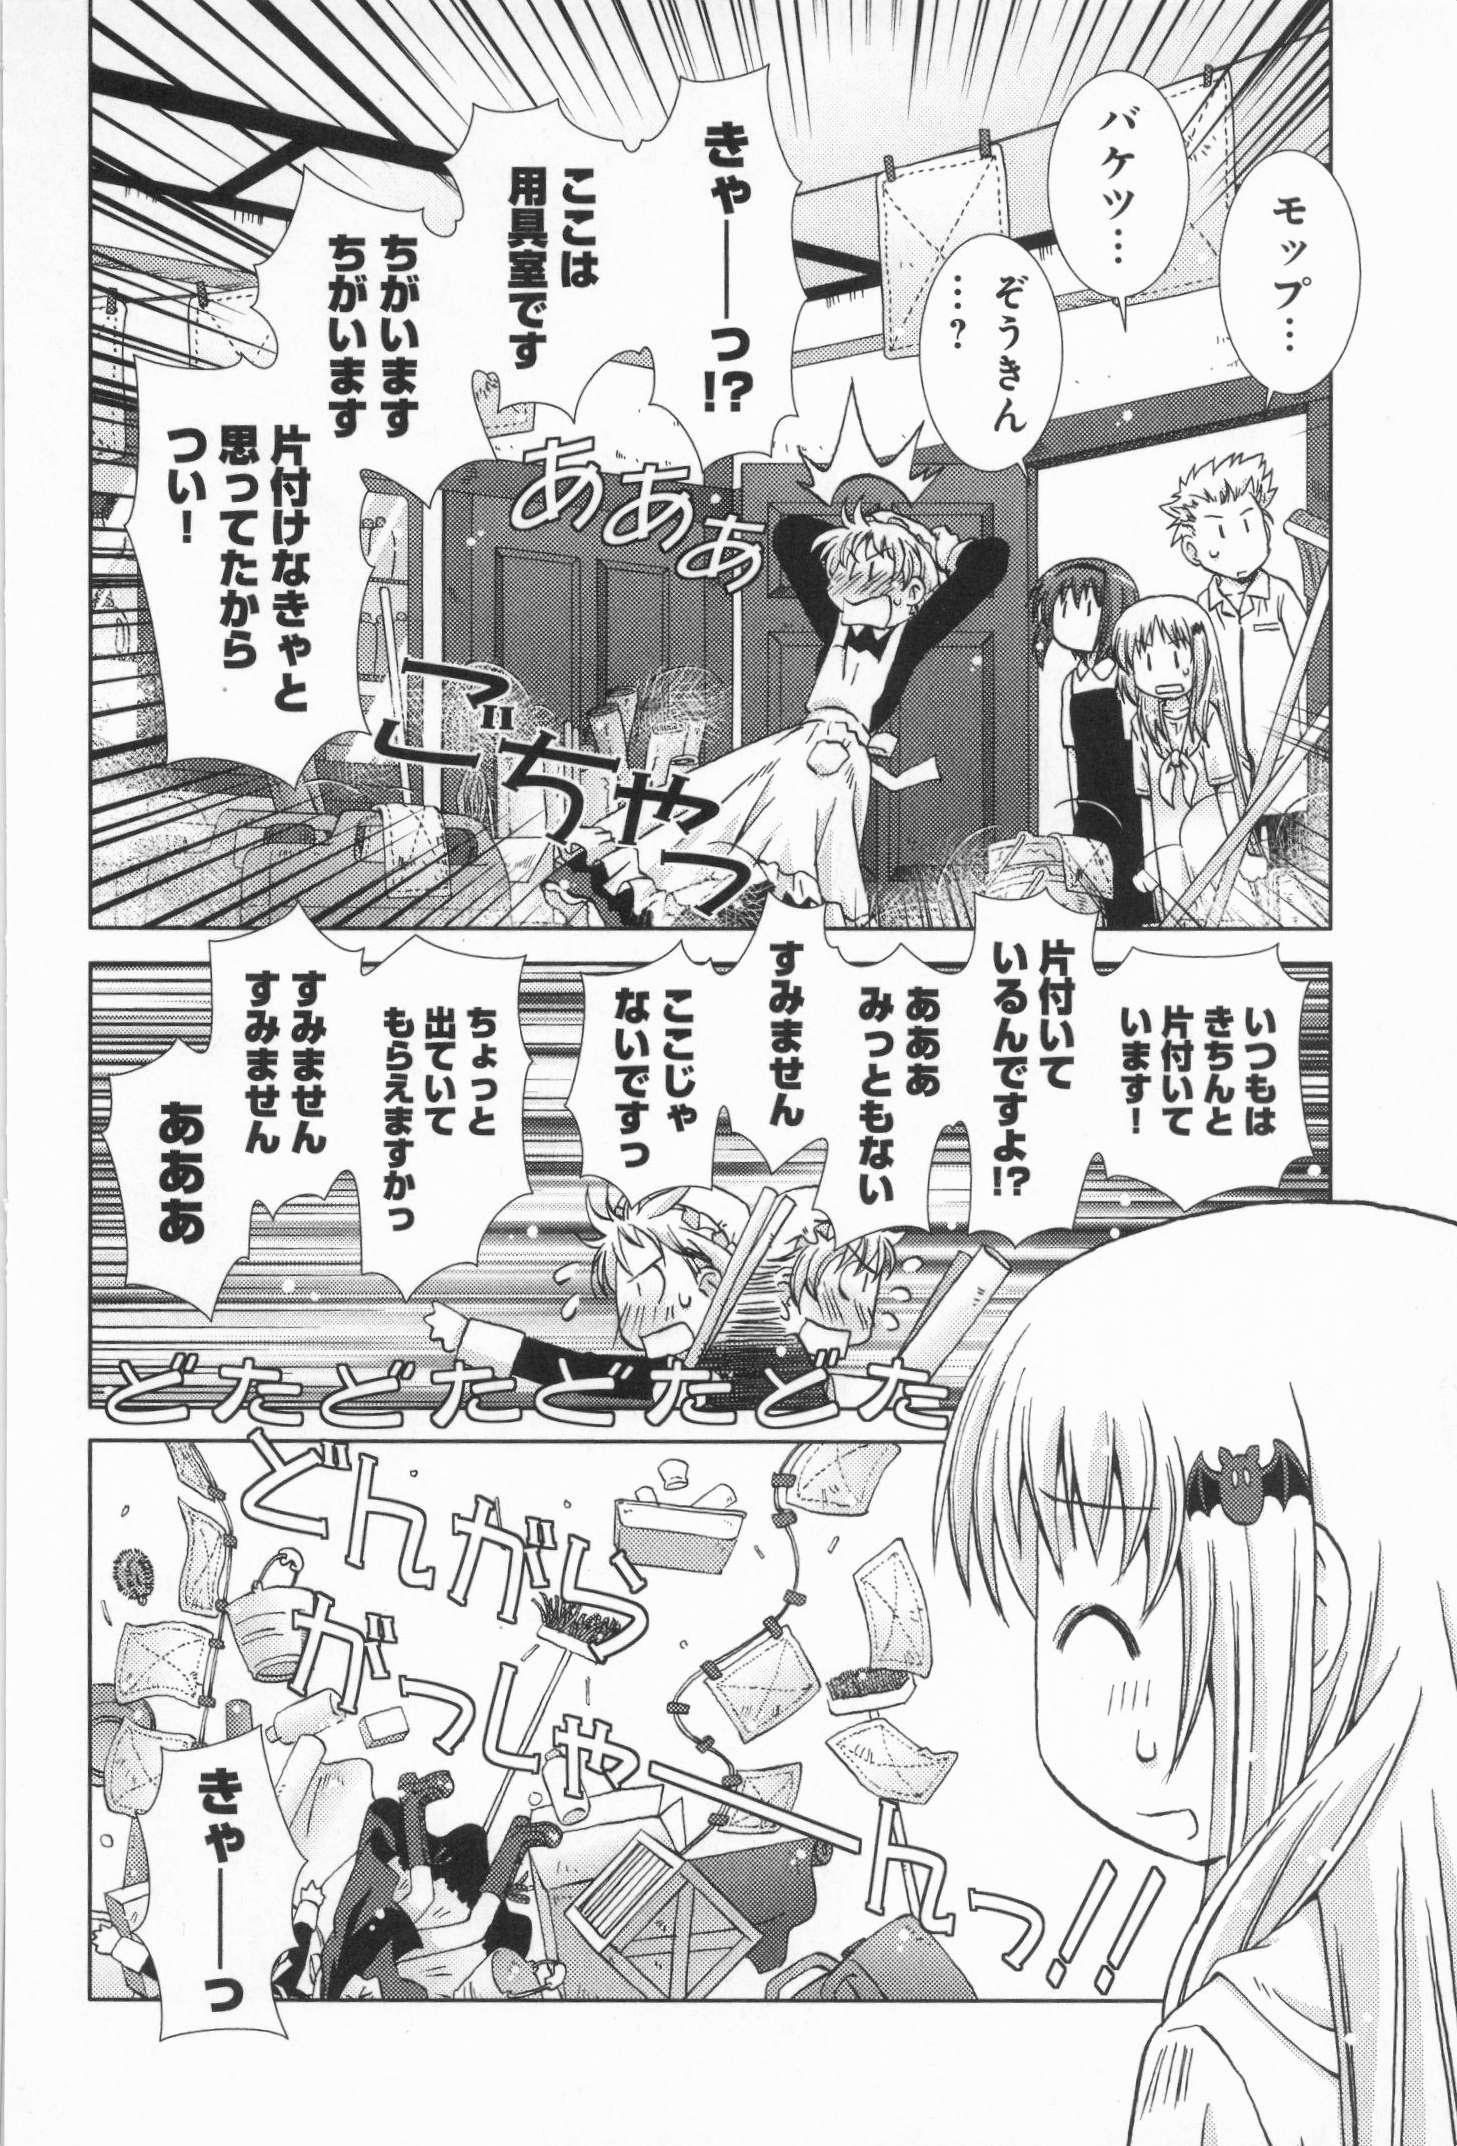 モップ…
バケツ…
ぞうきん
…?
きゃーーっ!?
ここは
用具室です
ちがいます
ちがいます
片付けなきゃと
思ってたから
つい!
あああ
ごちゃっ
いつもは
きちんと
片付いて
います!
片付いて
いるんですよ!?
あああ
みっともない
すみません
ここじゃ
ないですっ
ちょっと
出ていて
もらえますかっ
すみません
すみません
あああ
どたどたどたどた
どんがら
がっしゃーんっ!!
きゃーーっ